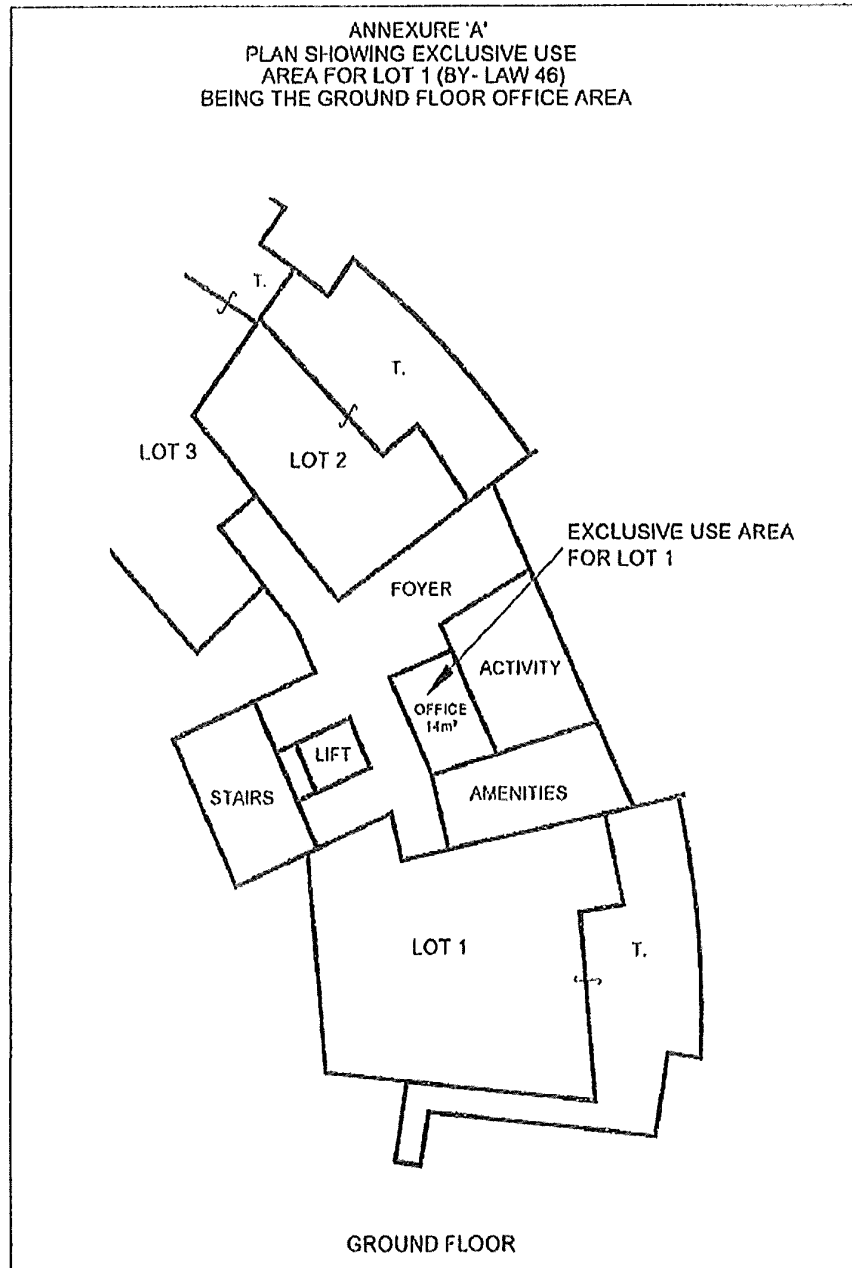 ANNEXURE 'A'
PLAN SHOWING EXCLUSIVE USE
AREA FOR LOT 1 (BY- LAW 46)
BEING THE GROUND FLOOR OFFICE AREA
T.
T.
LOT 3
LOT 2
EXCLUSIVE USE AREA
FOR LOT 1
FOYER
ACTIVITY
OFFICE
14m²
LIFT
STAIRS
AMENITIES
LOT 1
T.
GROUND FLOOR